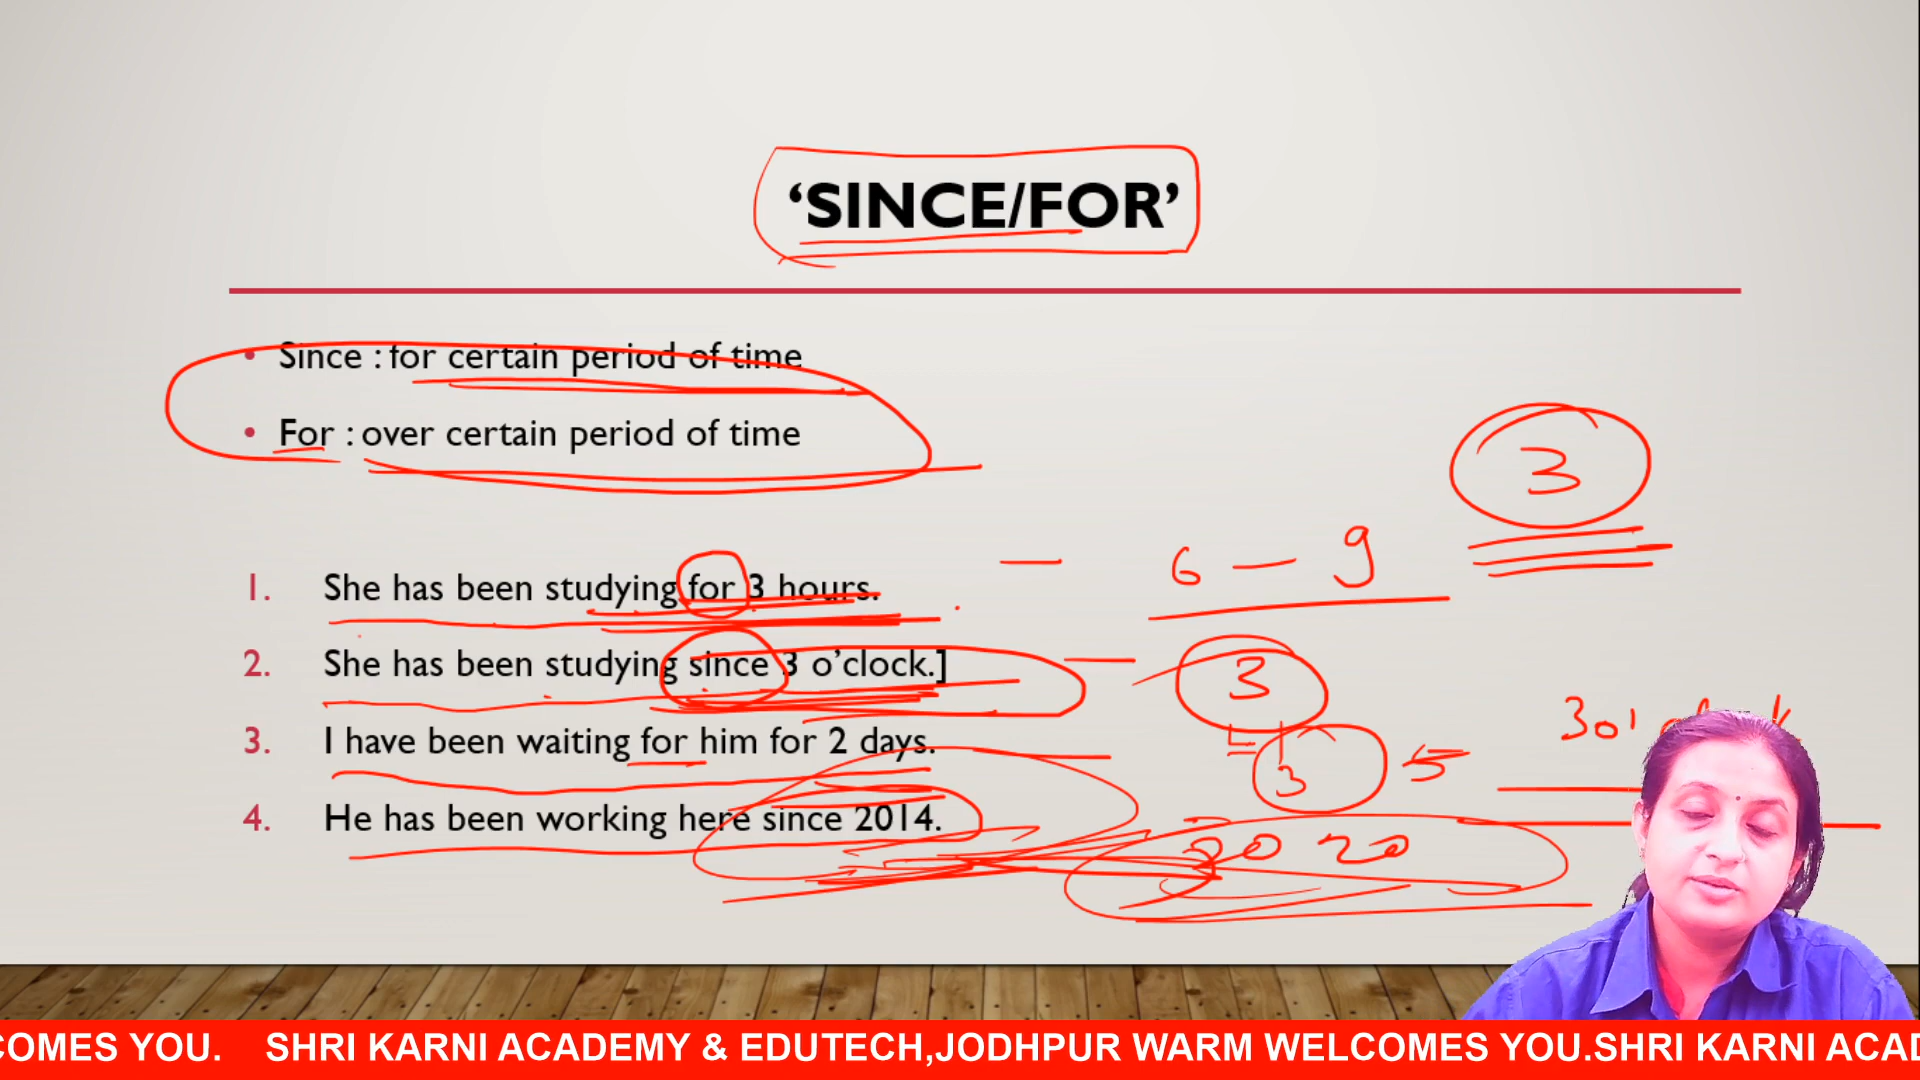 ‘SINCE/FOR’
• Since : for certain period of time
• For : over certain period of time
3
1. She has been studying for 3 hours. — 6 — 9
2. She has been studying since 3 o’clock.] — 3
3. I have been waiting for him for 2 days.
3 5
30'
4. He has been working here since 2014.
2020
COMES YOU. SHRI KARNI ACADEMY & EDUTECH,JODHPUR WARM WELCOMES YOU.SHRI KARNI ACAD